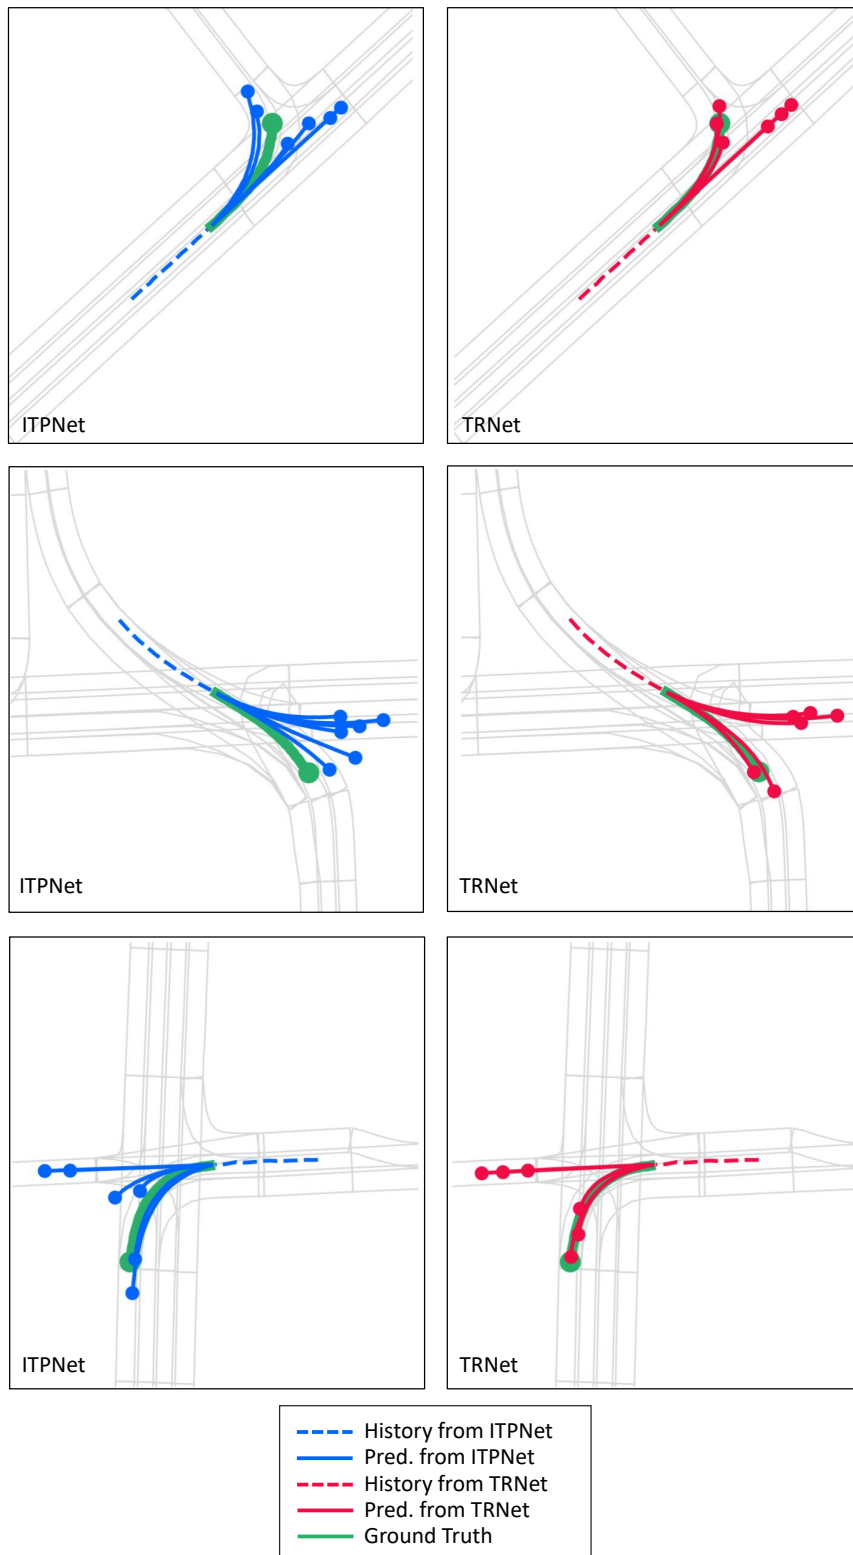 ITPNet
TRNet
ITPNet
TRNet
ITPNet
TRNet
History from ITPNet
Pred. from ITPNet
History from TRNet
Pred. from TRNet
Ground Truth